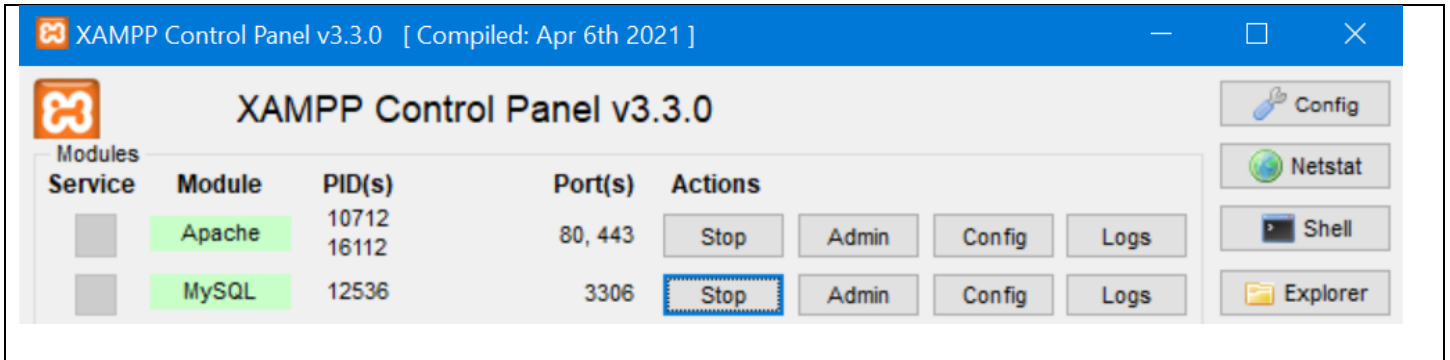 XAMPP Control Panel v3.3.0 [ Compiled: Apr 6th 2021 ]
XAMPP Control Panel v3.3.0
Config
Modules
Netstat
Service Module PID(s) Port(s) Actions
Apache 10712 80, 443 Stop Admin Config Logs
16112
Shell
MySQL 12536 3306 Stop Admin Config Logs
Explorer